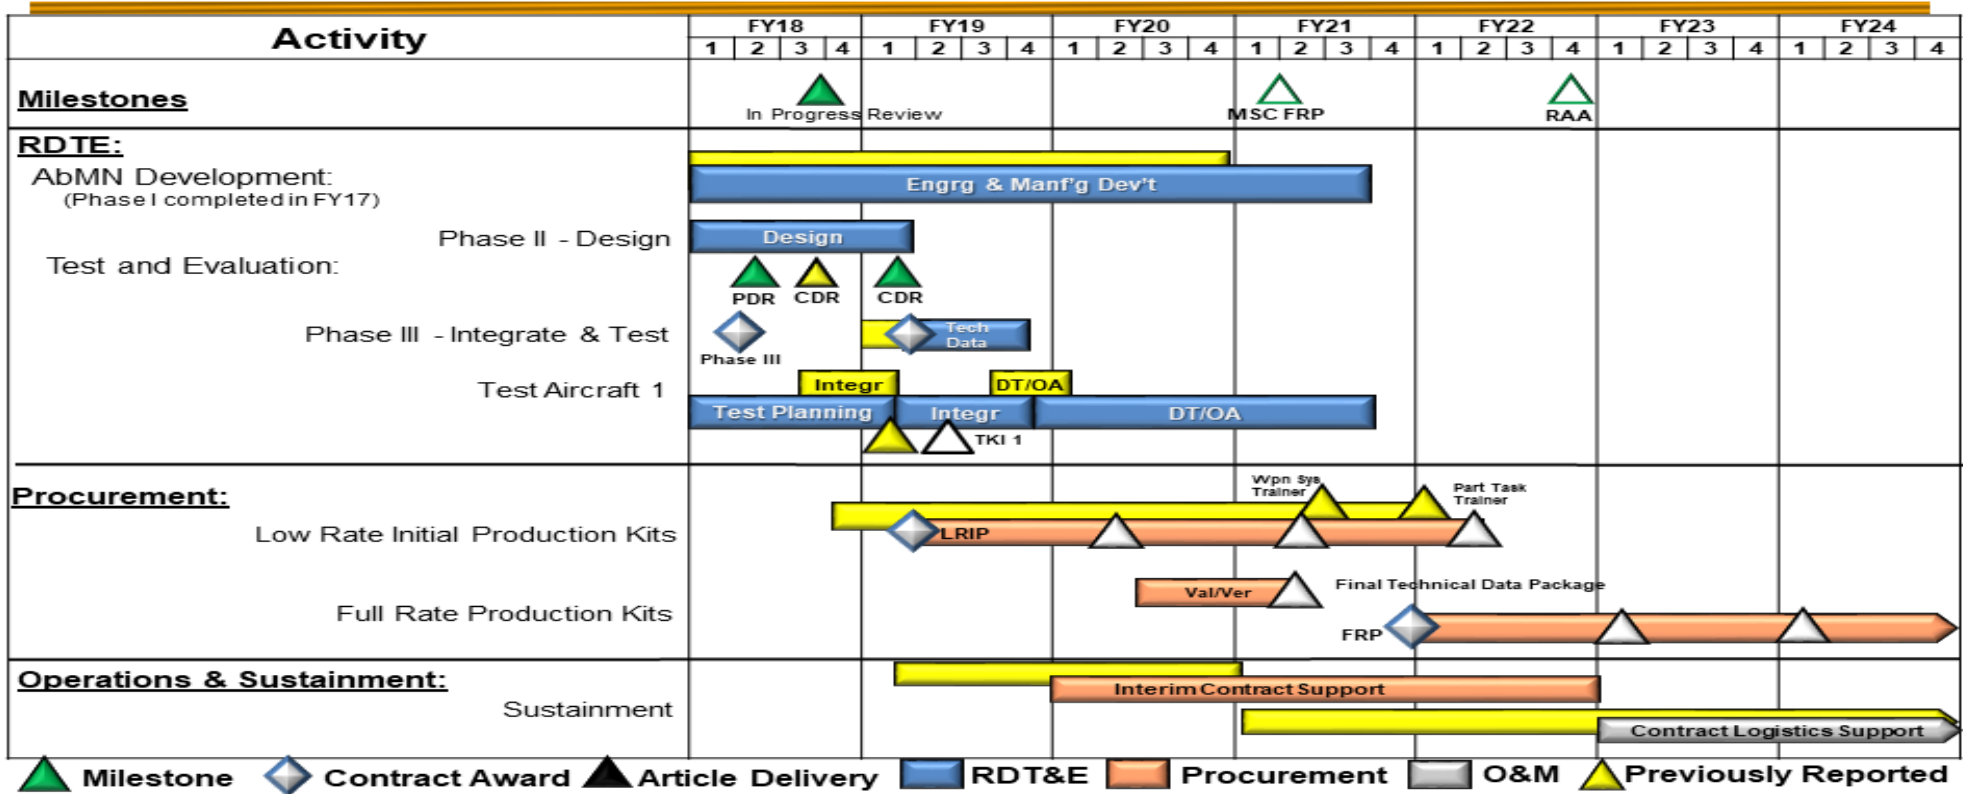 Activity
FY18 FY19 FY20 FY21 FY22 FY23 FY24
1 2 3 4 1 2 3 4 1 2 3 4 1 2 3 4 1 2 3 4 1 2 3 4 1 2 3 4
Milestones
In Progress Review
MSC FRP
RAA
RDTE:
AbMN Development:
(Phase I completed in FY17)
Engrg & Manf'g Dev't
Phase II - Design
Design
Test and Evaluation:
PDR CDR CDR
Phase III - Integrate & Test
Phase III
Tech
Data
Test Aircraft 1
Integr
DT/OA
Test Planning
Integr
DT/OA
TKI 1
Procurement:
Wpn Sys
Trainer
Part Task
Trainer
Low Rate Initial Production Kits
LRIP
Val/Ver
Final Technical Data Package
Full Rate Production Kits
FRP
Operations & Sustainment:
Interim Contract Support
Sustainment
Contract Logistics Support
Milestone Contract Award Article Delivery RDT&E Procurement O&M Previously Reported